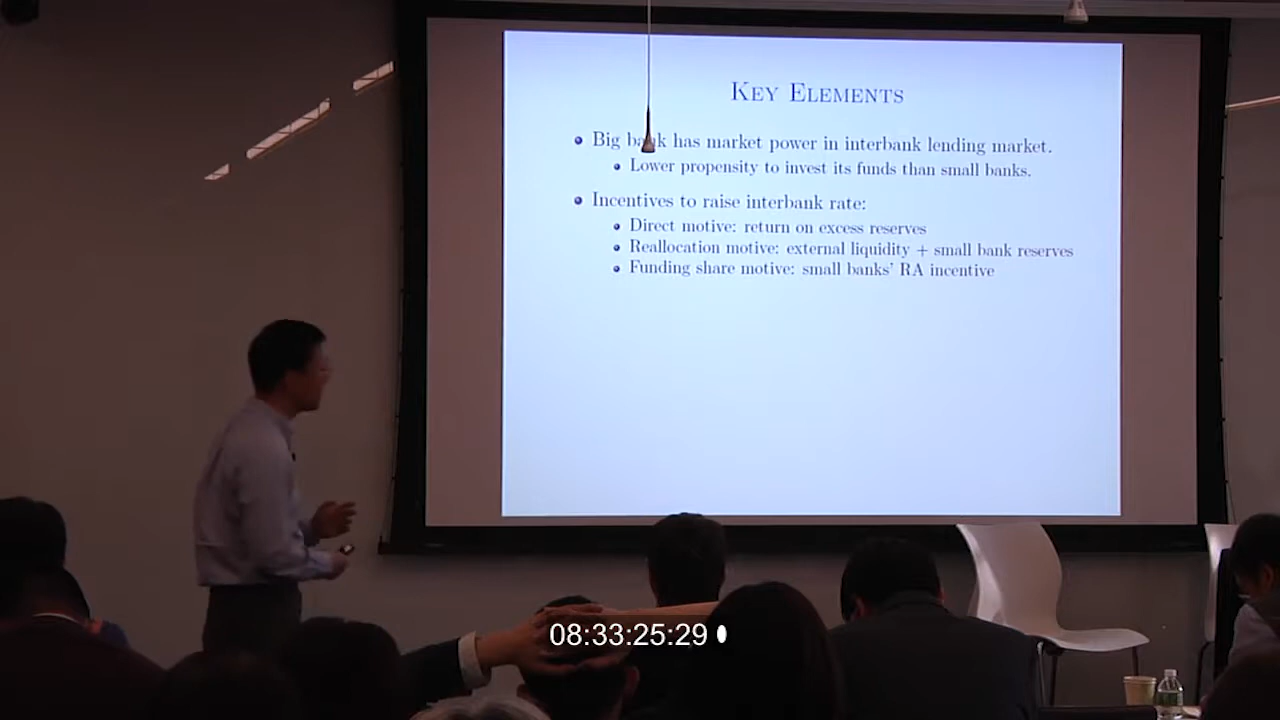 Key Elements
Big bank has market power in interbank lending market.
Lower propensity to invest its funds than small banks.
Incentives to raise interbank rate:
Direct motive: return on excess reserves
Reallocation motive: external liquidity + small bank reserves
Funding share motive: small banks' RA incentive
08:33:25:29